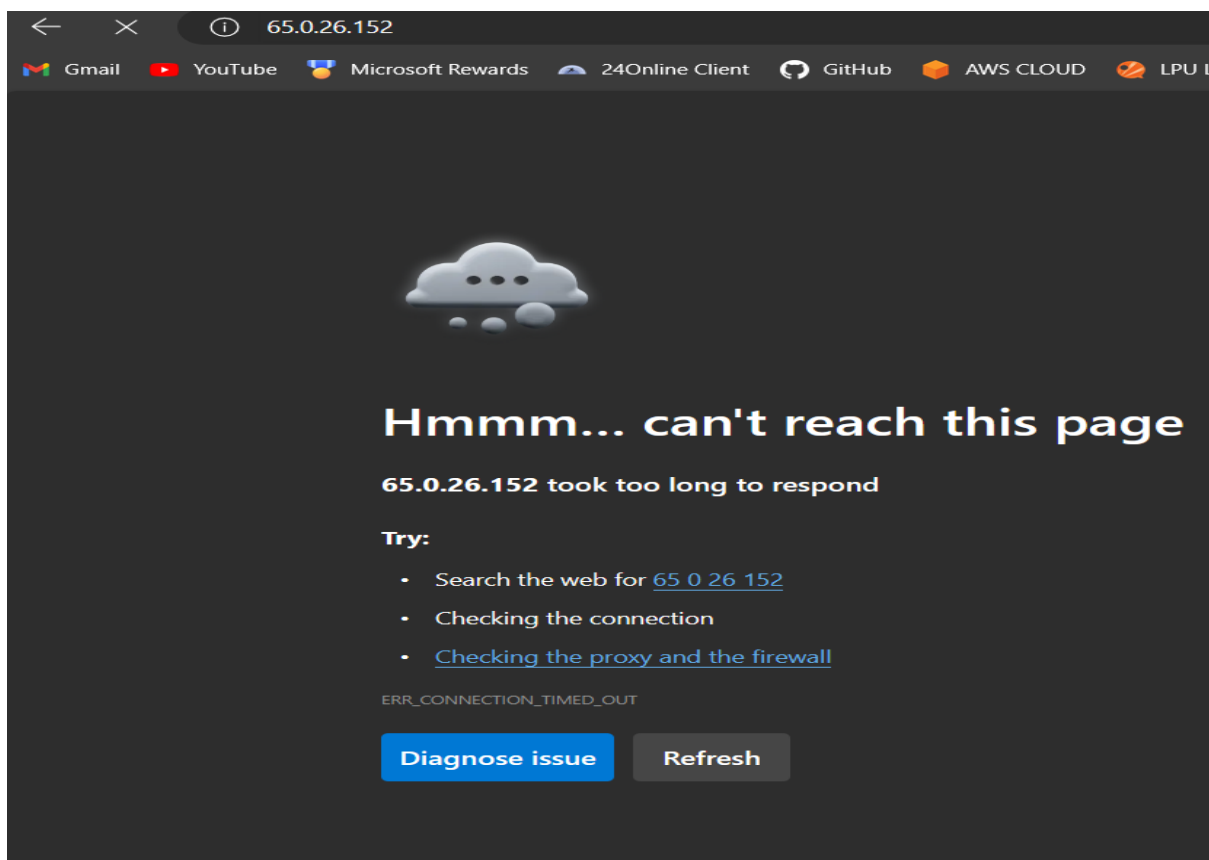 65.0.26.152
Gmail YouTube Microsoft Rewards 24Online Client GitHub AWS CLOUD LPU
Hmmm... can't reach this page
65.0.26.152 took too long to respond
Try:
• Search the web for 65 0 26 152
• Checking the connection
• Checking the proxy and the firewall
ERR_CONNECTION_TIMED_OUT
Diagnose issue Refresh